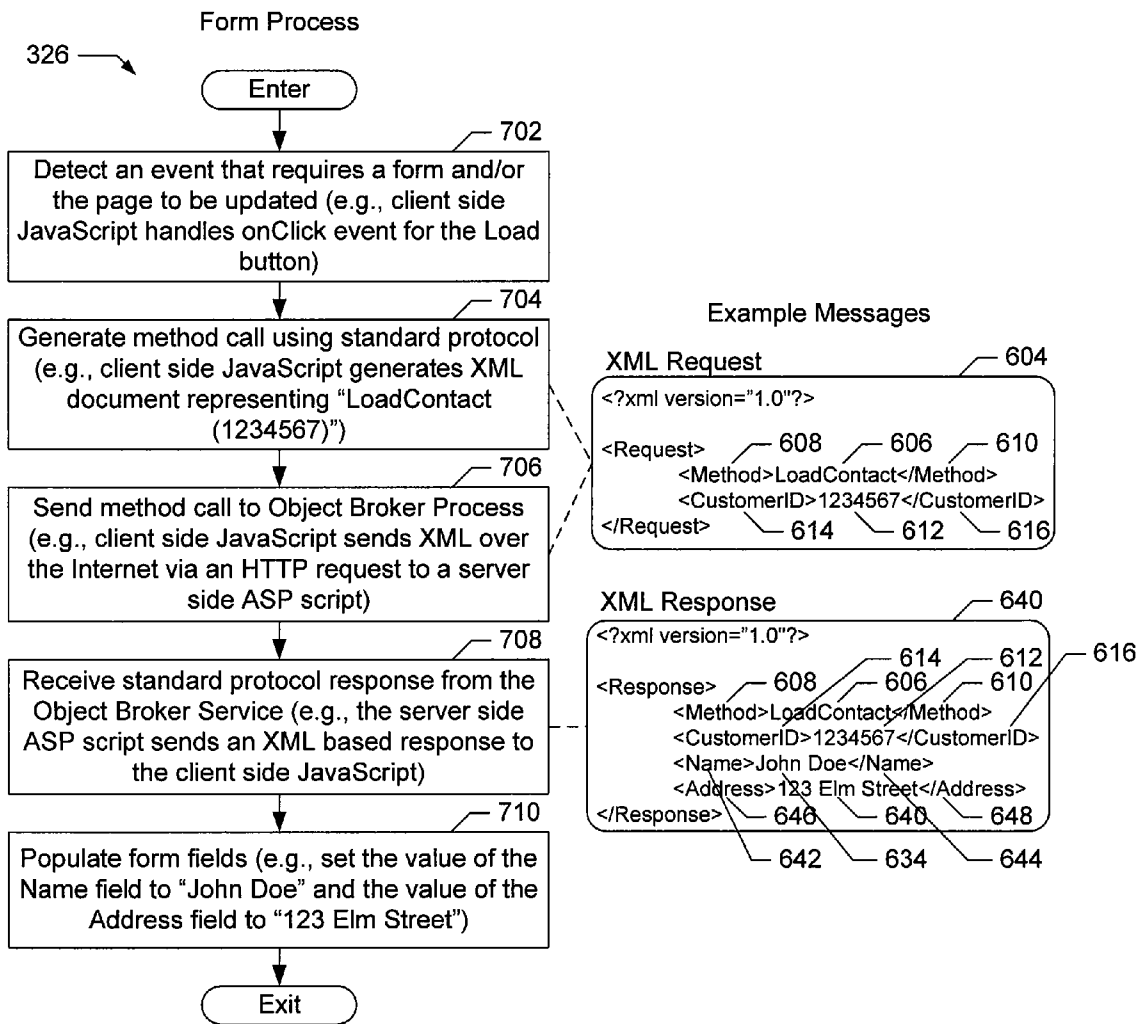 Form Process
326
Enter
702
Detect an event that requires a form and/or
the page to be updated (e.g., client side
JavaScript handles onClick event for the Load
button)
704
Generate method call using standard protocol
(e.g., client side JavaScript generates XML
document representing “LoadContact
(1234567)”)
706
Send method call to Object Broker Process
(e.g., client side JavaScript sends XML over
the Internet via an HTTP request to a server
side ASP script)
708
Receive standard protocol response from the
Object Broker Service (e.g., the server side
ASP script sends an XML based response to
the client side JavaScript)
710
Populate form fields (e.g., set the value of the
Name field to “John Doe” and the value of the
Address field to “123 Elm Street”)
Exit
Example Messages
XML Request
604
<?xml version=”1.0"?>
608 606 610
<Request>
<Method>LoadContact</Method>
<CustomerID>1234567</CustomerID>
</Request>
614 612 616
XML Response
640
<?xml version=”1.0"?>
614 612 616
<Response>
608 606 610
<Method>LoadContact</Method>
<CustomerID>1234567</CustomerID>
<Name>John Doe</Name>
<Address>123 Elm Street</Address>
</Response>
646 640 648
642 634 644